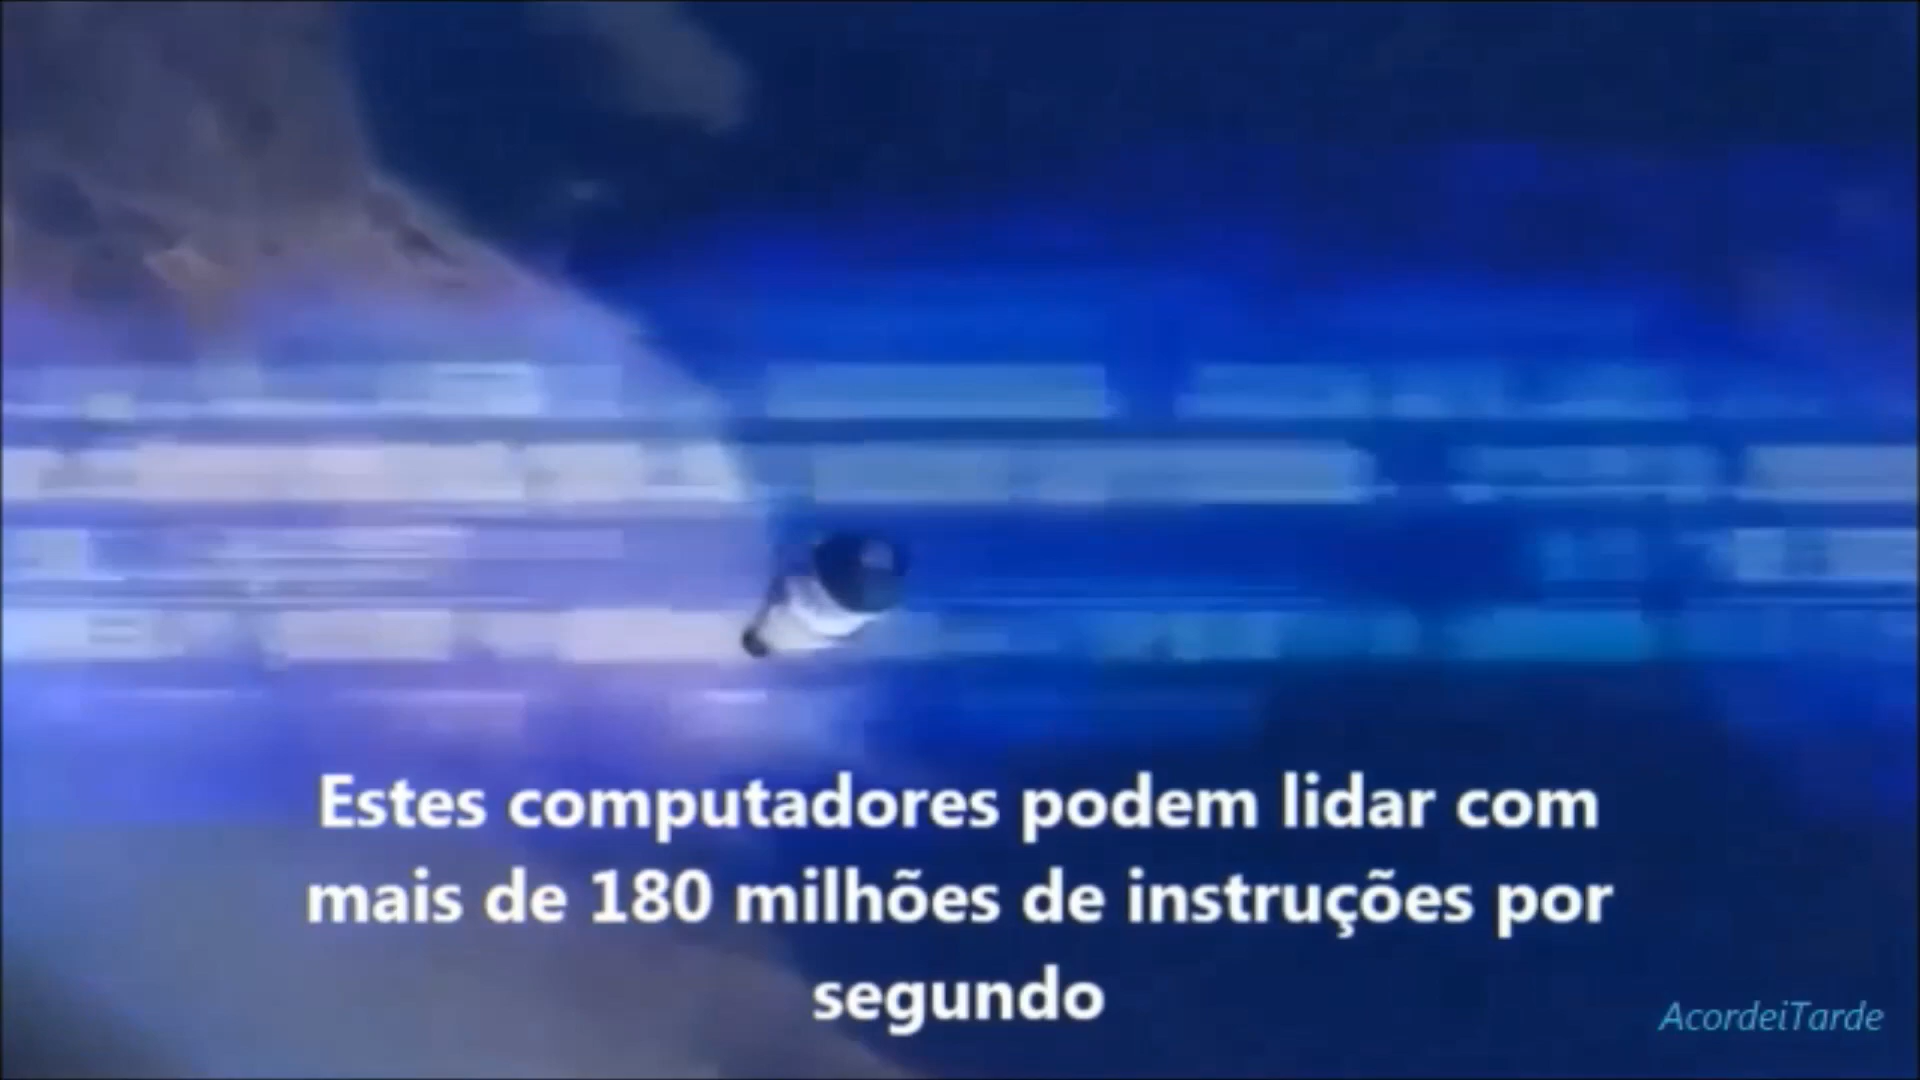 Estes computadores podem lidar com
mais de 180 milhões de instruções por
segundo
AcordeiTarde